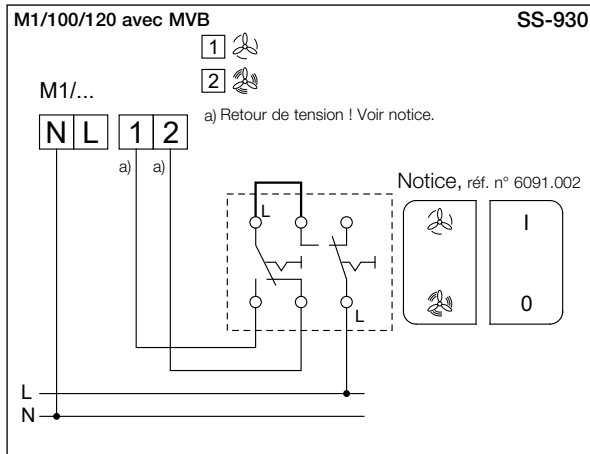 M1/100/120 avec MVB
SS-930
1
2
M1/...
a) Retour de tension ! Voir notice.
N L 1 2
a) a)
Notice, réf. n° 6091.002
L
I
0
L
L
N